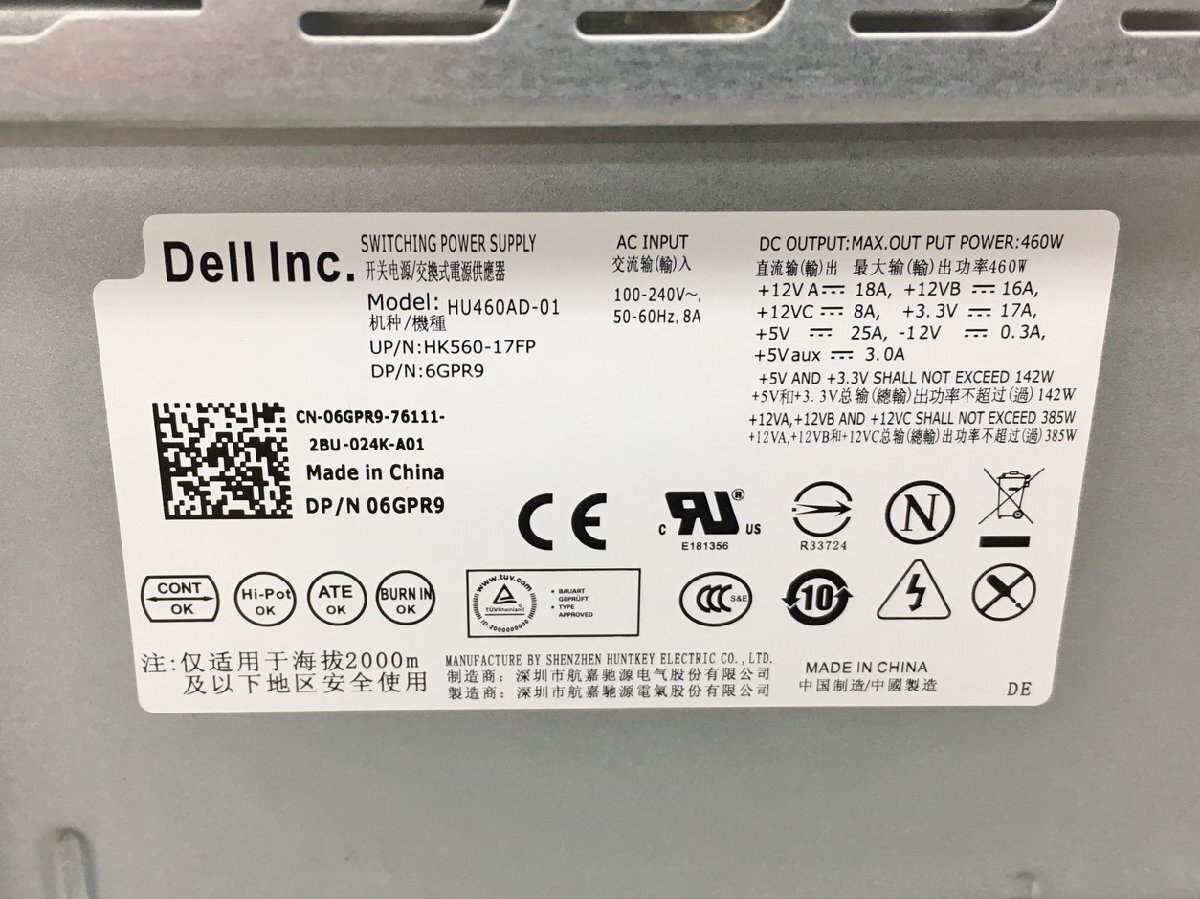 Dell Inc.
SWITCHING POWER SUPPLY
开关电源/交換式電源供應器
Model: HU460AD-01
机种/機種
UP/N:HK560-17FP
DP/N:6GPR9
AC INPUT
交流输(輸)入
100-240V~,
50-60Hz, 8A
DC OUTPUT:MAX.OUT PUT POWER:460W
直流输(輸)出 最大输(輸)出功率460W
+12V A⎓ 18A, +12VB ⎓ 16A,
+12VC ⎓ 8A, +3.3V ⎓ 17A,
+5V ⎓ 25A, -12V ⎓ 0.3A,
+5Vaux ⎓ 3.0A
+5V AND +3.3V SHALL NOT EXCEED 142W
+5V和+3.3V总输(總輸)出功率不超过(過)142W
+12VA,+12VB AND +12VC SHALL NOT EXCEED 385W
+12VA,+12VB和+12VC总输(總輸)出功率不超过(過)385W
CN-06GPR9-76111-
2BU-024K-A01
Made in China
DP/N 06GPR9
CE
c RU ® US
E181356
R33724
N
CONT
OK
Hi-Pot
OK
ATE
OK
BURN IN
OK
www.tuv.com
TÜVRheinland
• BAUART
GEPRÜFT
• TYPE
APPROVED
CCC S&E
10
注:仅适用于海拔2000m
及以下地区安全使用
MANUFACTURE BY SHENZHEN HUNTKEY ELECTRIC CO.,LTD.
制造商: 深圳市航嘉驰源电气股份有限公司
製造商: 深圳市航嘉馳源電氣股份有限公司
MADE IN CHINA
中国制造/中國製造
DE